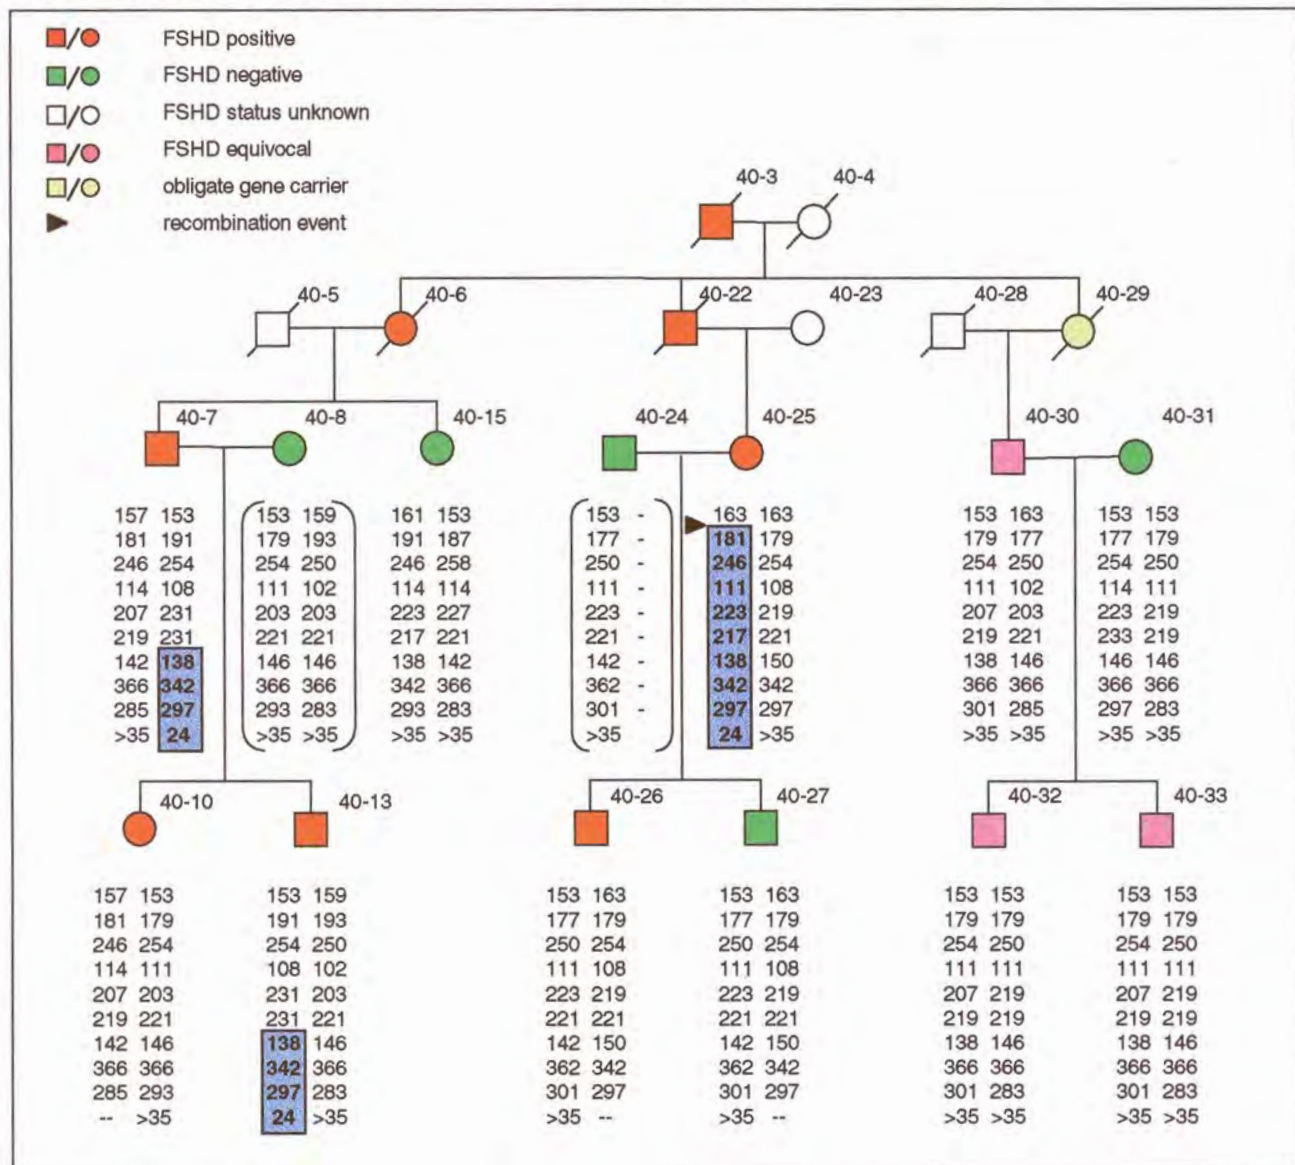 FSHD positive
FSHD negative
FSHD status unknown
FSHD equivocal
obligate gene carrier
recombination event
40-3 40-4
40-5 40-6 40-22 40-23 40-28 40-29
40-7 40-8 40-15 40-24 40-25 40-30 40-31
157 153 153 159 161 153 153 - 163 163 153 163 153 153
181 191 179 193 191 187 177 - 181 179 179 177 177 179
246 254 254 250 246 258 250 - 246 254 254 250 254 250
114 108 111 102 114 114 111 - 111 108 111 102 114 111
207 231 203 203 223 227 223 - 223 219 207 203 223 219
219 231 221 221 217 221 221 - 217 221 219 221 233 219
142 138 146 146 138 142 142 - 138 150 138 146 146 146
366 342 366 366 342 366 362 - 342 342 366 366 366 366
285 297 293 283 293 283 301 - 297 297 301 285 297 283
>35 24 >35 >35 >35 >35 >35 - 24 >35 >35 >35 >35 >35
40-10 40-13 40-26 40-27 40-32 40-33
157 153 153 159 153 163 153 163 153 153 153 153
181 179 191 193 177 179 177 179 179 179 179 179
246 254 254 250 250 254 250 254 254 250 254 250
114 111 108 102 111 108 111 108 111 111 111 111
207 203 231 203 223 219 223 219 207 219 207 219
219 221 231 221 221 221 221 221 219 219 219 219
142 146 138 146 142 150 142 150 138 146 138 146
366 366 342 366 362 342 362 342 366 366 366 366
285 293 297 283 301 297 301 297 301 283 301 283
-- >35 24 >35 >35 -- >35 -- >35 >35 >35 >35